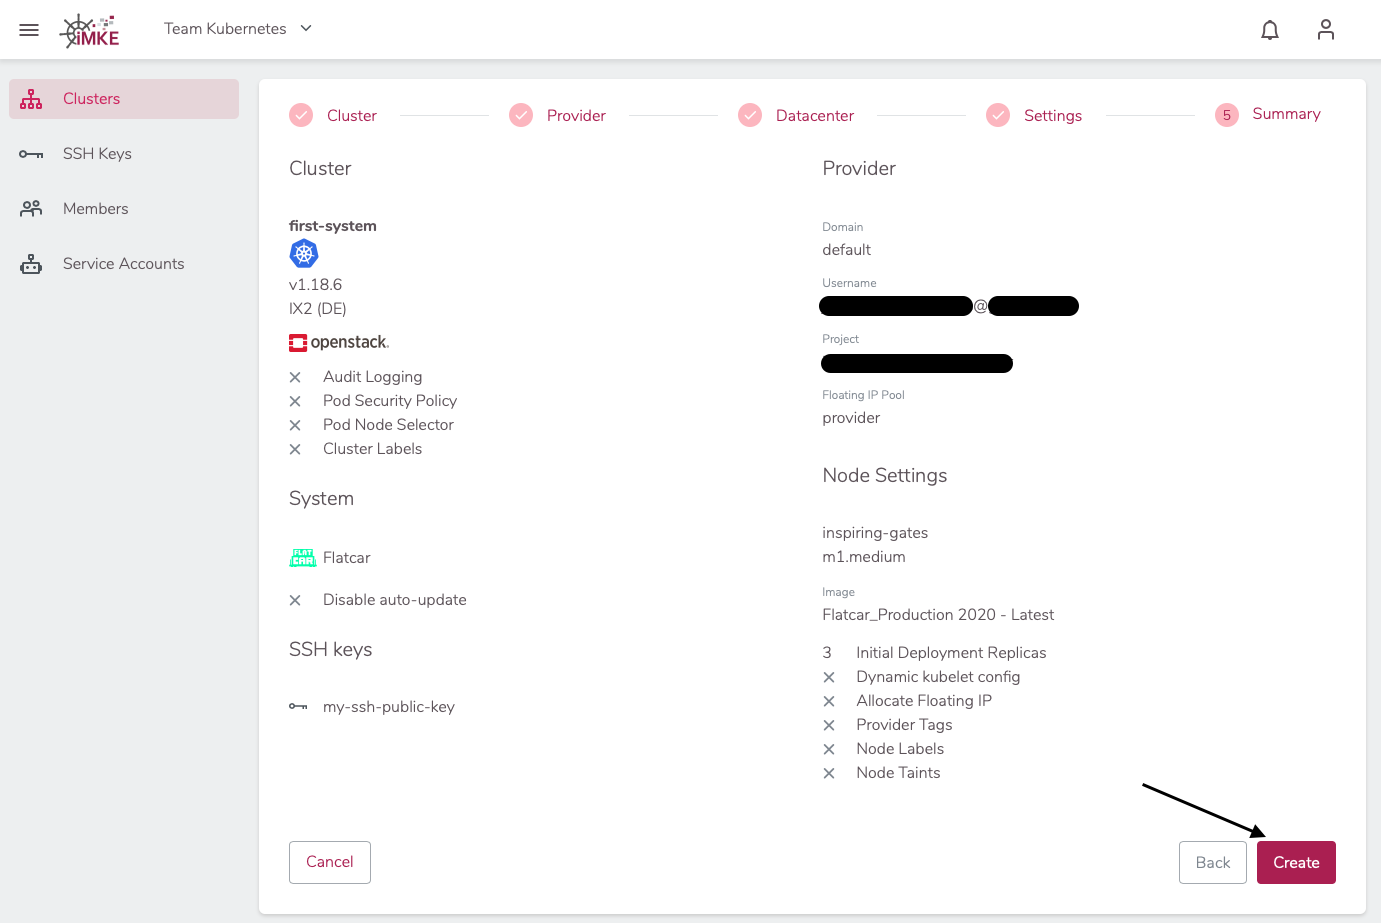 iMKE
Team Kubernetes
Clusters
SSH Keys
Members
Service Accounts
Cluster
Provider
Datacenter
Settings
5
Summary
Cluster
first-system
v1.18.6
IX2 (DE)
openstack.
Audit Logging
Pod Security Policy
Pod Node Selector
Cluster Labels
System
FLAT CAR
Flatcar
Disable auto-update
SSH keys
my-ssh-public-key
Provider
Domain
default
Username
@
Project
Floating IP Pool
provider
Node Settings
inspiring-gates
m1.medium
Image
Flatcar_Production 2020 - Latest
3 Initial Deployment Replicas
Dynamic kubelet config
Allocate Floating IP
Provider Tags
Node Labels
Node Taints
Cancel
Back
Create